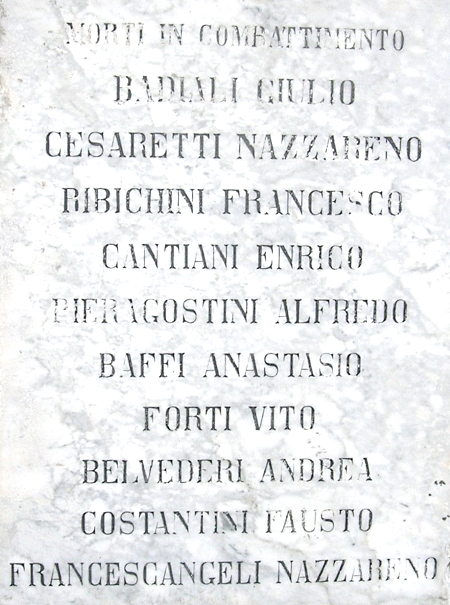 MORTI IN COMBATTIMENTO
BADIALI GIULIO
CESARETTI NAZZARENO
RIBICHINI FRANCESCO
CANTIANI ENRICO
PIERAGOSTINI ALFREDO
BAFFI ANASTASIO
FORTI VITO
BELVEDERI ANDREA
COSTANTINI FAUSTO
FRANCESCANGELI NAZZARENO